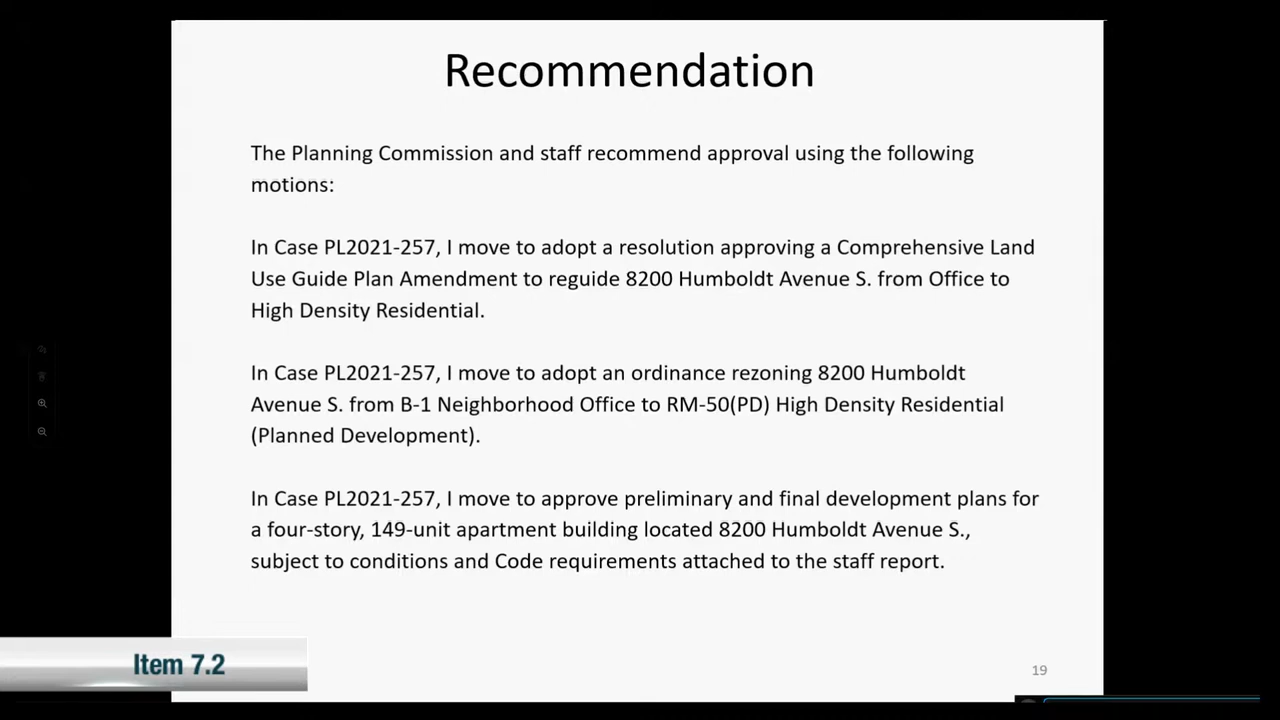 Recommendation
The Planning Commission and staff recommend approval using the following
motions:
In Case PL2021-257, I move to adopt a resolution approving a Comprehensive Land
Use Guide Plan Amendment to reguide 8200 Humboldt Avenue S. from Office to
High Density Residential.
In Case PL2021-257, I move to adopt an ordinance rezoning 8200 Humboldt
Avenue S. from B-1 Neighborhood Office to RM-50(PD) High Density Residential
(Planned Development).
In Case PL2021-257, I move to approve preliminary and final development plans for
a four-story, 149-unit apartment building located 8200 Humboldt Avenue S.,
subject to conditions and Code requirements attached to the staff report.
Item 7.2
19